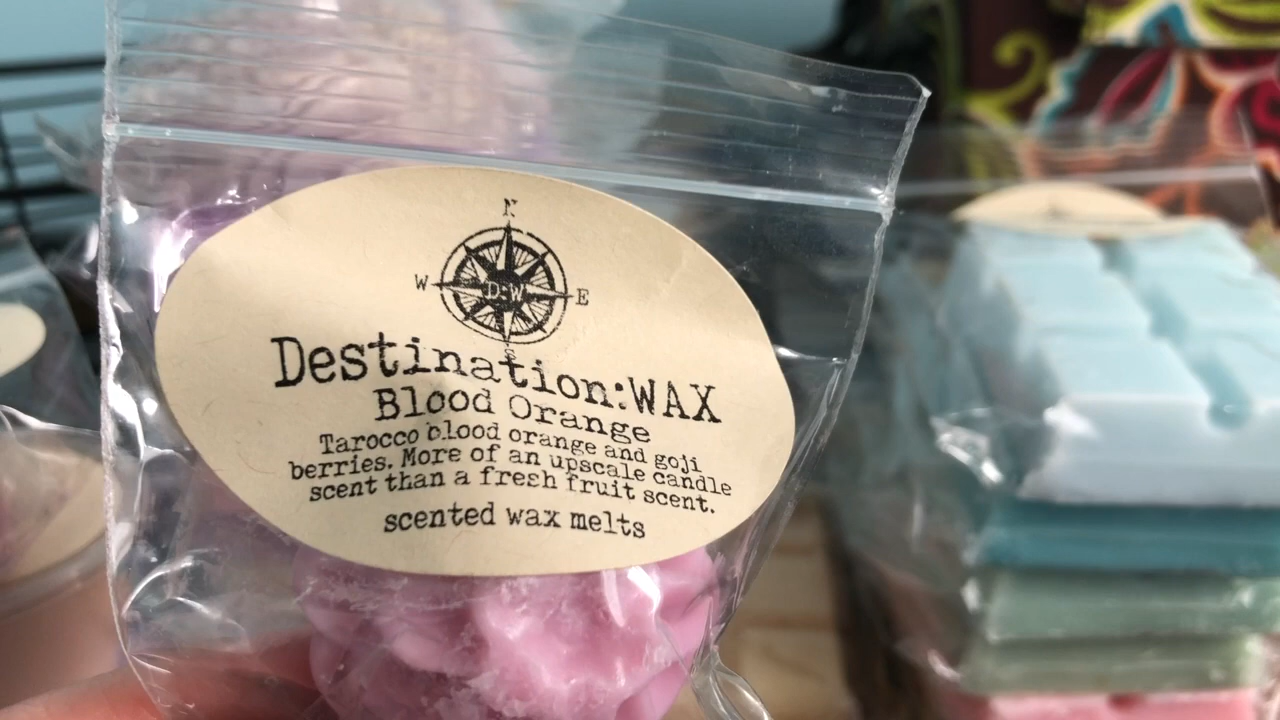 N
W D:W E
S
Destination:WAX
Blood Orange
Tarocco blood orange and goji
berries. More of an upscale candle
scent than a fresh fruit scent.
scented wax melts